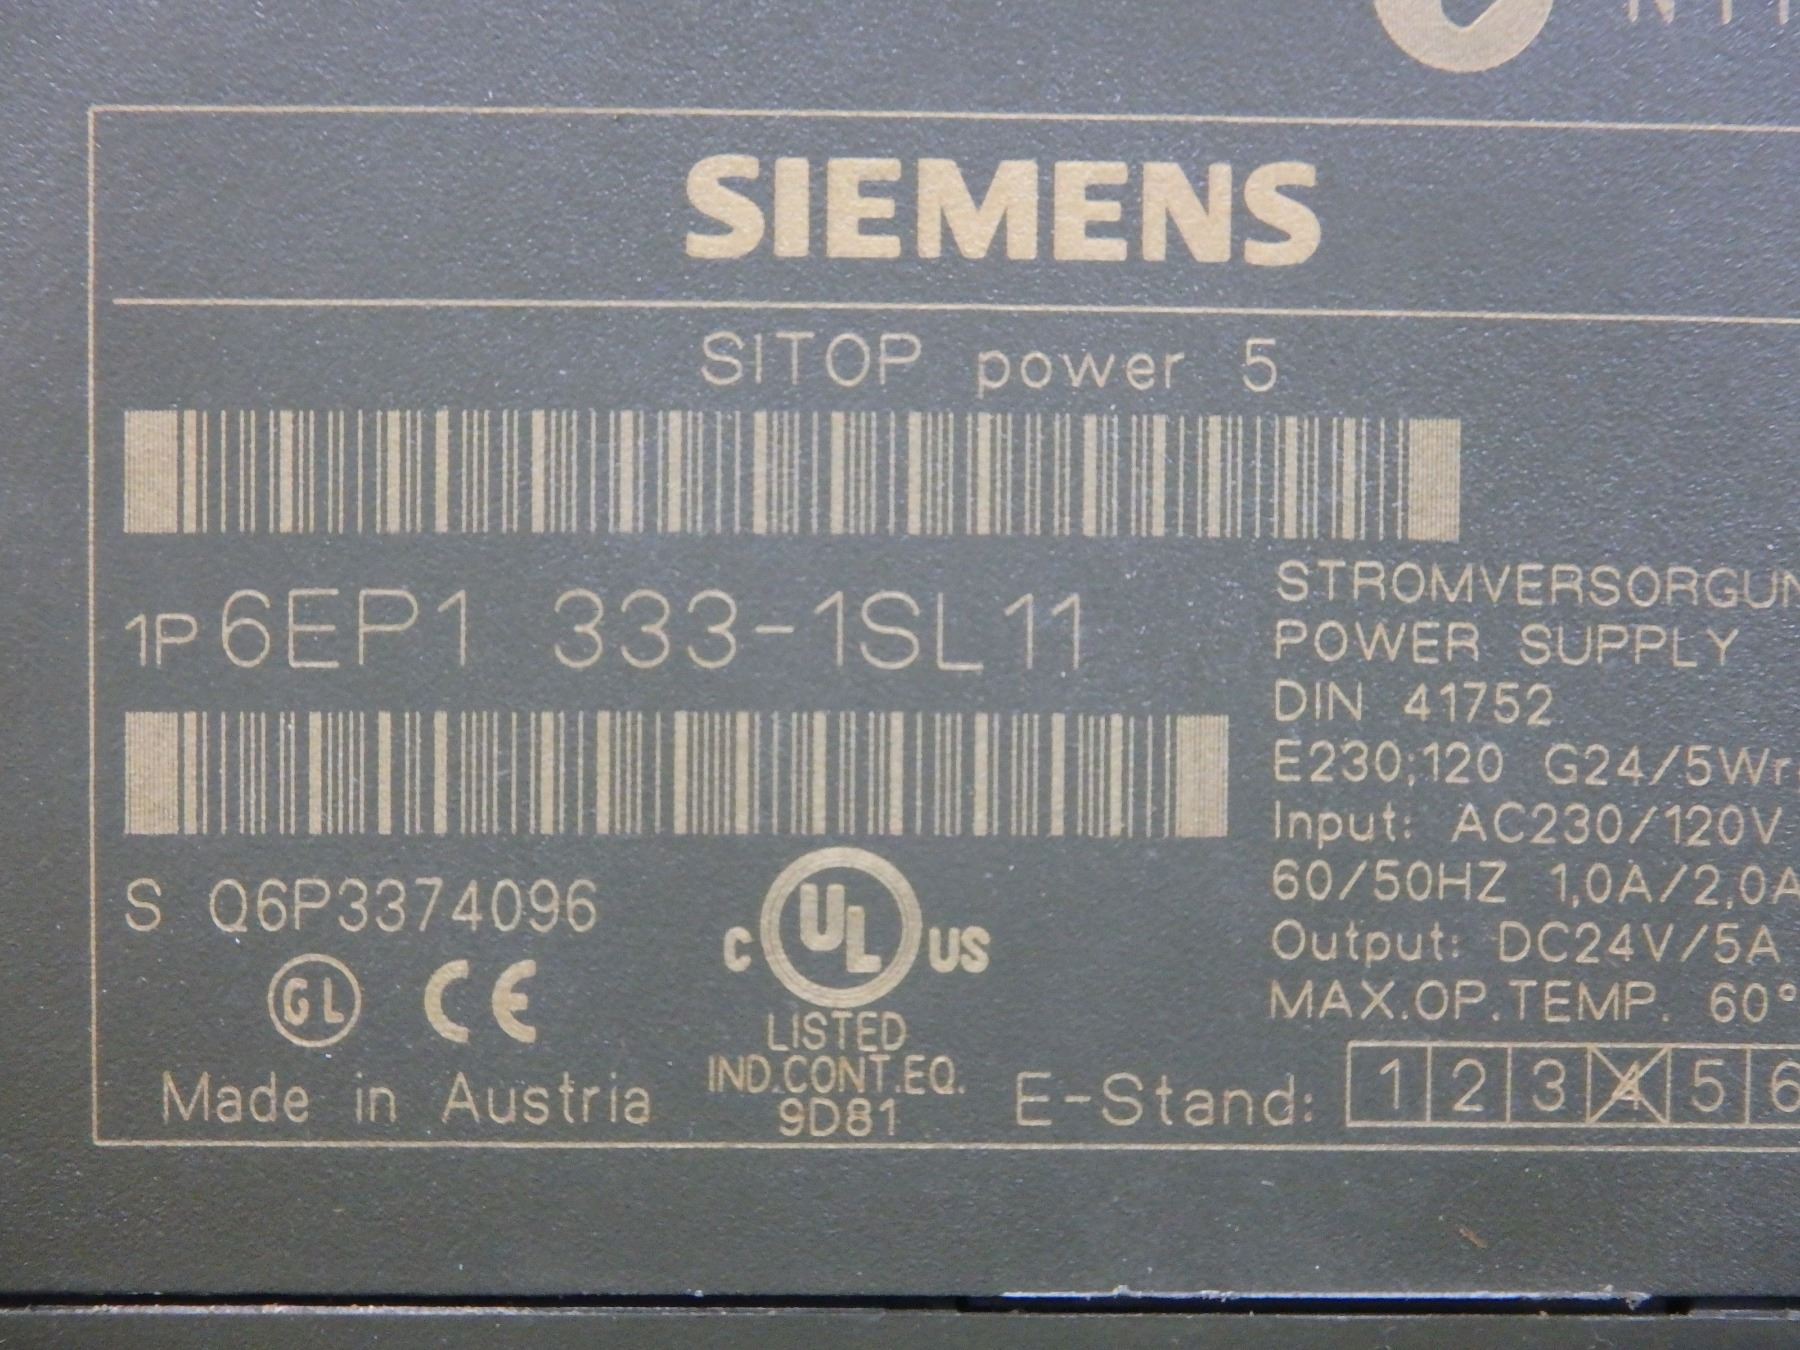 SIEMENS
SITOP power 5
1P 6EP1 333-1SL11
S Q6P3374096
GL CE
C UL US
LISTED
IND.CONT.EQ.
9D81
Made in Austria
POWER SUPPLY
DIN 41752
E230;120 G24/5W
Input: AC230/120V
60/50HZ 1,0A/2,0A
Output: DC24V/5A
MAX.OP.TEMP. 60°
E-Stand: 1 2 3 4 5 6